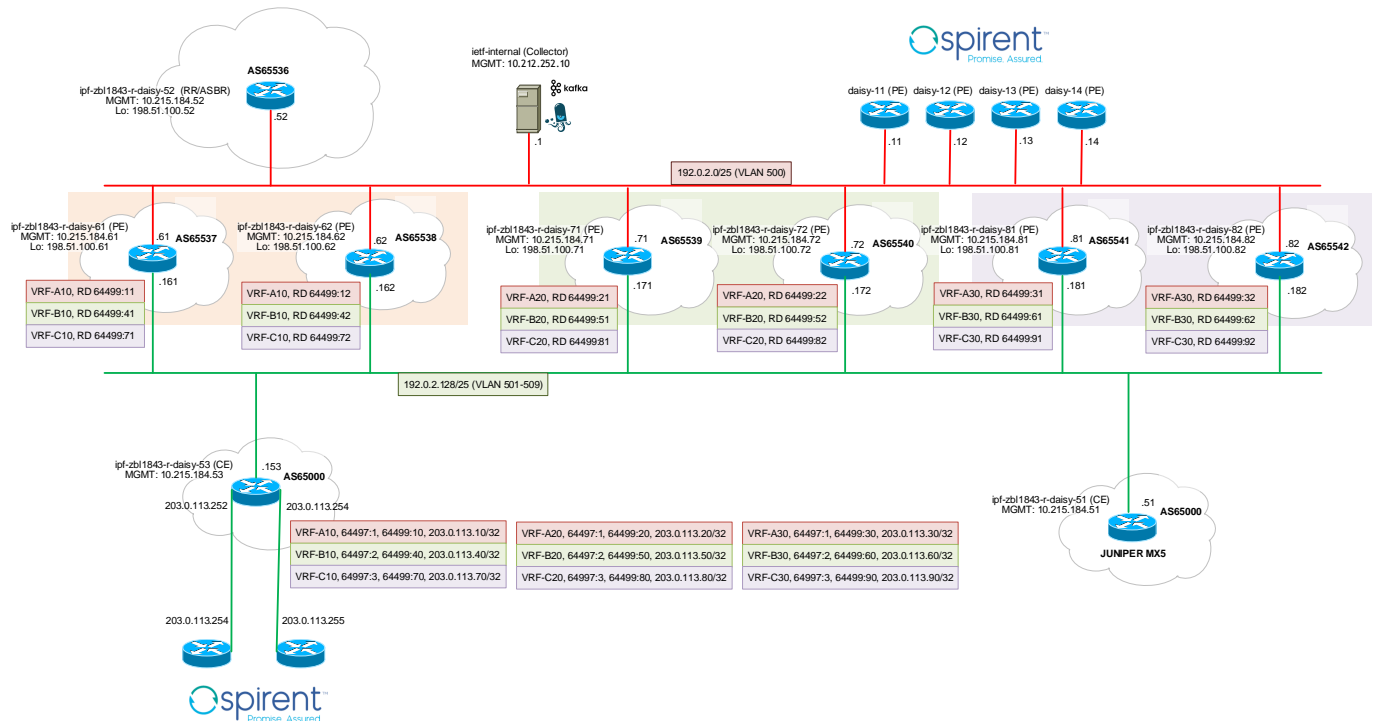 spirent™
Promise. Assured.
ietf-internal (Collector)
MGMT: 10.212.252.10
kafka
.1
AS65536
ipf-zbl1843-r-daisy-52 (RR/ASBR)
MGMT: 10.215.184.52
Lo: 198.51.100.52
.52
daisy-11 (PE)
daisy-12 (PE)
daisy-13 (PE)
daisy-14 (PE)
.11
.12
.13
.14
192.0.2.0/25 (VLAN 500)
ipf-zbl1843-r-daisy-61 (PE)
MGMT: 10.215.184.61
Lo: 198.51.100.61
.61
AS65537
.161
VRF-A10, RD 64499:11
VRF-B10, RD 64499:41
VRF-C10, RD 64499:71
ipf-zbl1843-r-daisy-62 (PE)
MGMT: 10.215.184.62
Lo: 198.51.100.62
.62
AS65538
.162
VRF-A10, RD 64499:12
VRF-B10, RD 64499:42
VRF-C10, RD 64499:72
ipf-zbl1843-r-daisy-71 (PE)
MGMT: 10.215.184.71
Lo: 198.51.100.71
.71
AS65539
.171
VRF-A20, RD 64499:21
VRF-B20, RD 64499:51
VRF-C20, RD 64499:81
ipf-zbl1843-r-daisy-72 (PE)
MGMT: 10.215.184.72
Lo: 198.51.100.72
.72
AS65540
.172
VRF-A20, RD 64499:22
VRF-B20, RD 64499:52
VRF-C20, RD 64499:82
ipf-zbl1843-r-daisy-81 (PE)
MGMT: 10.215.184.81
Lo: 198.51.100.81
.81
AS65541
.181
VRF-A30, RD 64499:31
VRF-B30, RD 64499:61
VRF-C30, RD 64499:91
ipf-zbl1843-r-daisy-82 (PE)
MGMT: 10.215.184.82
Lo: 198.51.100.82
.82
AS65542
.182
VRF-A30, RD 64499:32
VRF-B30, RD 64499:62
VRF-C30, RD 64499:92
192.0.2.128/25 (VLAN 501-509)
ipf-zbl1843-r-daisy-53 (CE)
MGMT: 10.215.184.53
.153
AS65000
203.0.113.252
203.0.113.254
VRF-A10, 64497:1, 64499:10, 203.0.113.10/32
VRF-B10, 64497:2, 64499:40, 203.0.113.40/32
VRF-C10, 64497:3, 64499:70, 203.0.113.70/32
VRF-A20, 64497:1, 64499:20, 203.0.113.20/32
VRF-B20, 64497:2, 64499:50, 203.0.113.50/32
VRF-C20, 64497:3, 64499:80, 203.0.113.80/32
VRF-A30, 64497:1, 64499:30, 203.0.113.30/32
VRF-B30, 64497:2, 64499:60, 203.0.113.60/32
VRF-C30, 64497:3, 64499:90, 203.0.113.90/32
ipf-zbl1843-r-daisy-51 (CE)
MGMT: 10.215.184.51
.51
AS65000
JUNIPER MX5
203.0.113.254
203.0.113.255
spirent™
Promise. Assured.